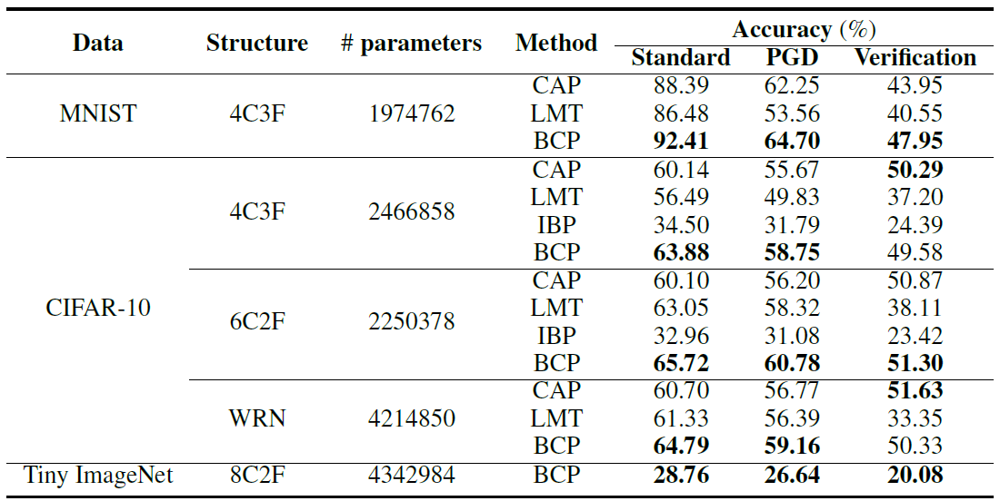 Data Structure # parameters Method Accuracy (%)
Standard PGD Verification
MNIST 4C3F 1974762 CAP 88.39 62.25 43.95
LMT 86.48 53.56 40.55
BCP 92.41 64.70 47.95
CIFAR-10 4C3F 2466858 CAP 60.14 55.67 50.29
LMT 56.49 49.83 37.20
IBP 34.50 31.79 24.39
BCP 63.88 58.75 49.58
6C2F 2250378 CAP 60.10 56.20 50.87
LMT 63.05 58.32 38.11
IBP 32.96 31.08 23.42
BCP 65.72 60.78 51.30
WRN 4214850 CAP 60.70 56.77 51.63
LMT 61.33 56.39 33.35
BCP 64.79 59.16 50.33
Tiny ImageNet 8C2F 4342984 BCP 28.76 26.64 20.08